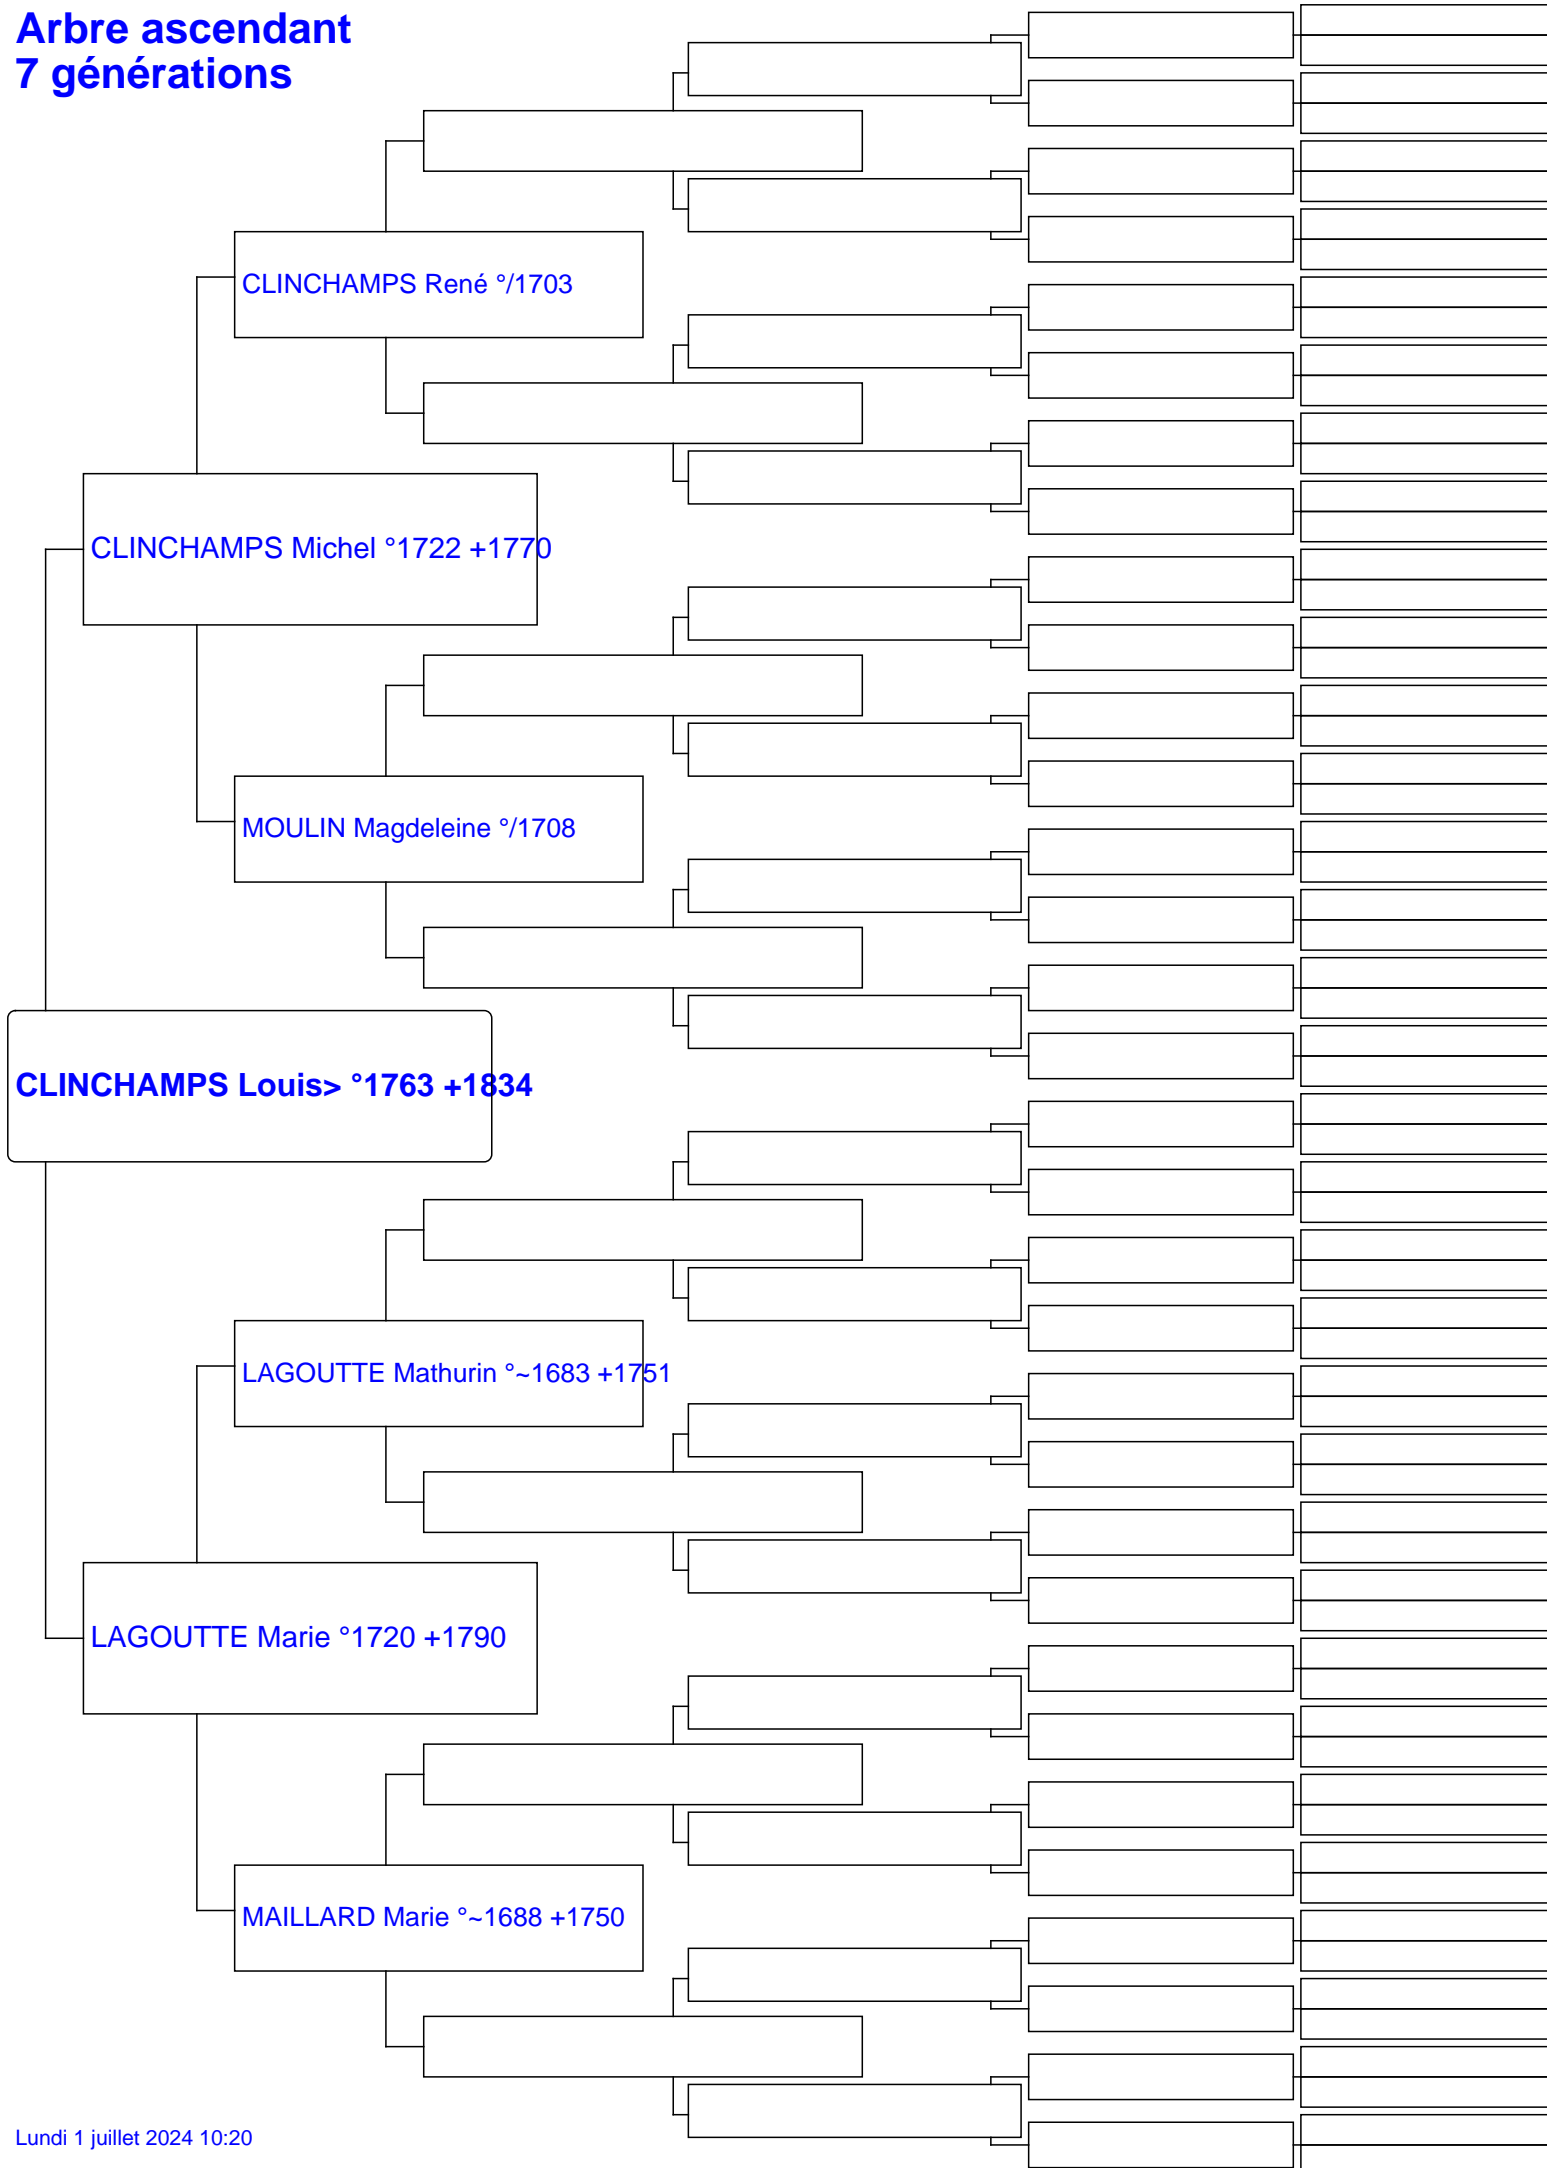 Arbre ascendant
7 générations
CLINCHAMPS René °/1703
CLINCHAMPS Michel °1722 +1770
MOULIN Magdeleine °/1708
CLINCHAMPS Louis> °1763 +1834
LAGOUTTE Mathurin °~1683 +1751
LAGOUTTE Marie °1720 +1790
MAILLARD Marie °~1688 +1750
Lundi 1 juillet 2024 10:20